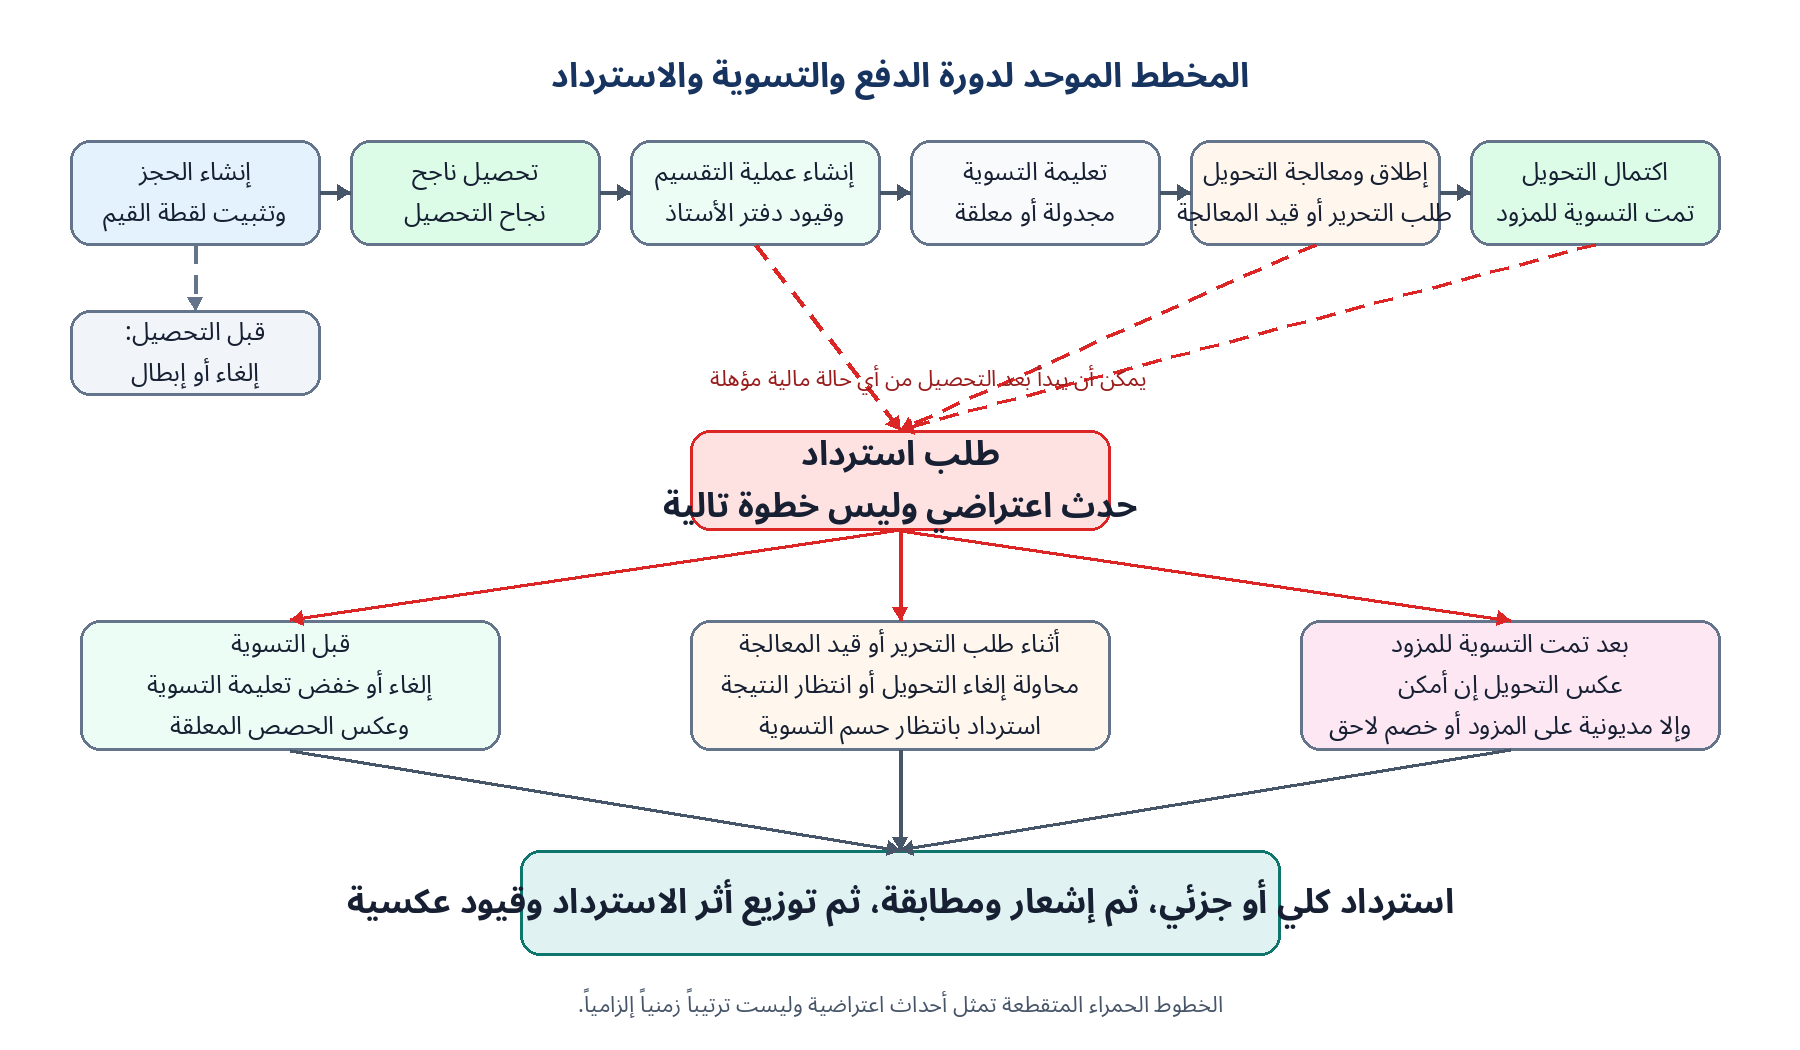 المخطط الموحد لدورة الدفع والتسوية والاسترداد
إنشاء الحجز
وتثبيت لقطة القيم
تحصيل ناجح
نجاح التحصيل
إنشاء عملية التقسيم
وقيود دفتر الأستاذ
تعليمة التسوية
مجدولة أو معلقة
إطلاق ومعالجة التحويل
طلب التحرير أو قيد المعالجة
اكتمال التحويل
تمت التسوية للمزود
قبل التحصيل:
إلغاء أو إبطال
يمكن أن يبدأ بعد التحصيل من أي حالة مالية مؤهلة
طلب استرداد
حدث اعتراضي وليس خطوة تالية
قبل التسوية
إلغاء أو خفض تعليمة التسوية
وعكس الحصص المعلقة
أثناء طلب التحرير أو قيد المعالجة
محاولة إلغاء التحويل أو انتظار النتيجة
استرداد بانتظار حسم التسوية
بعد تمت التسوية للمزود
عكس التحويل إن أمكن
وإلا مديونية على المزود أو خصم لاحق
استرداد كلي أو جزئي، ثم إشعار ومطابقة، ثم توزيع أثر الاسترداد وقيود عكسية
الخطوط الحمراء المتقطعة تمثل أحداث اعتراضية وليست ترتيباً زمنياً إلزامياً.